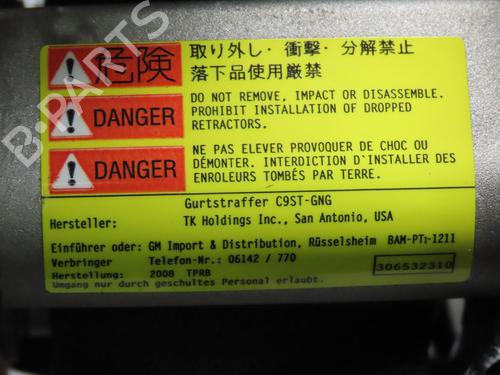 危険
取り外し・衝撃・分解禁止
落下品使用厳禁
DANGER
DO NOT REMOVE, IMPACT OR DISASSEMBLE.
PROHIBIT INSTALLATION OF DROPPED
RETRACTORS.
DANGER
NE PAS ELEVER PROVOQUER DE CHOC OU
DÉMONTER. INTERDICTION D`INSTALLER DES
ENROLEURS TOMBÉS PAR TERRE.
Gurtstraffer C9ST-GNG
Hersteller: TK Holdings Inc., San Antonio, USA
Einführer oder: GM Import & Distribution, Rüsselsheim BAM-PT₁-1211
Verbringer Telefon-Nr.: 06142 / 770
Herstellung: 2008 TPRB 306532310
Umgang nur durch geschultes Personal erlaubt.
B-PARTS